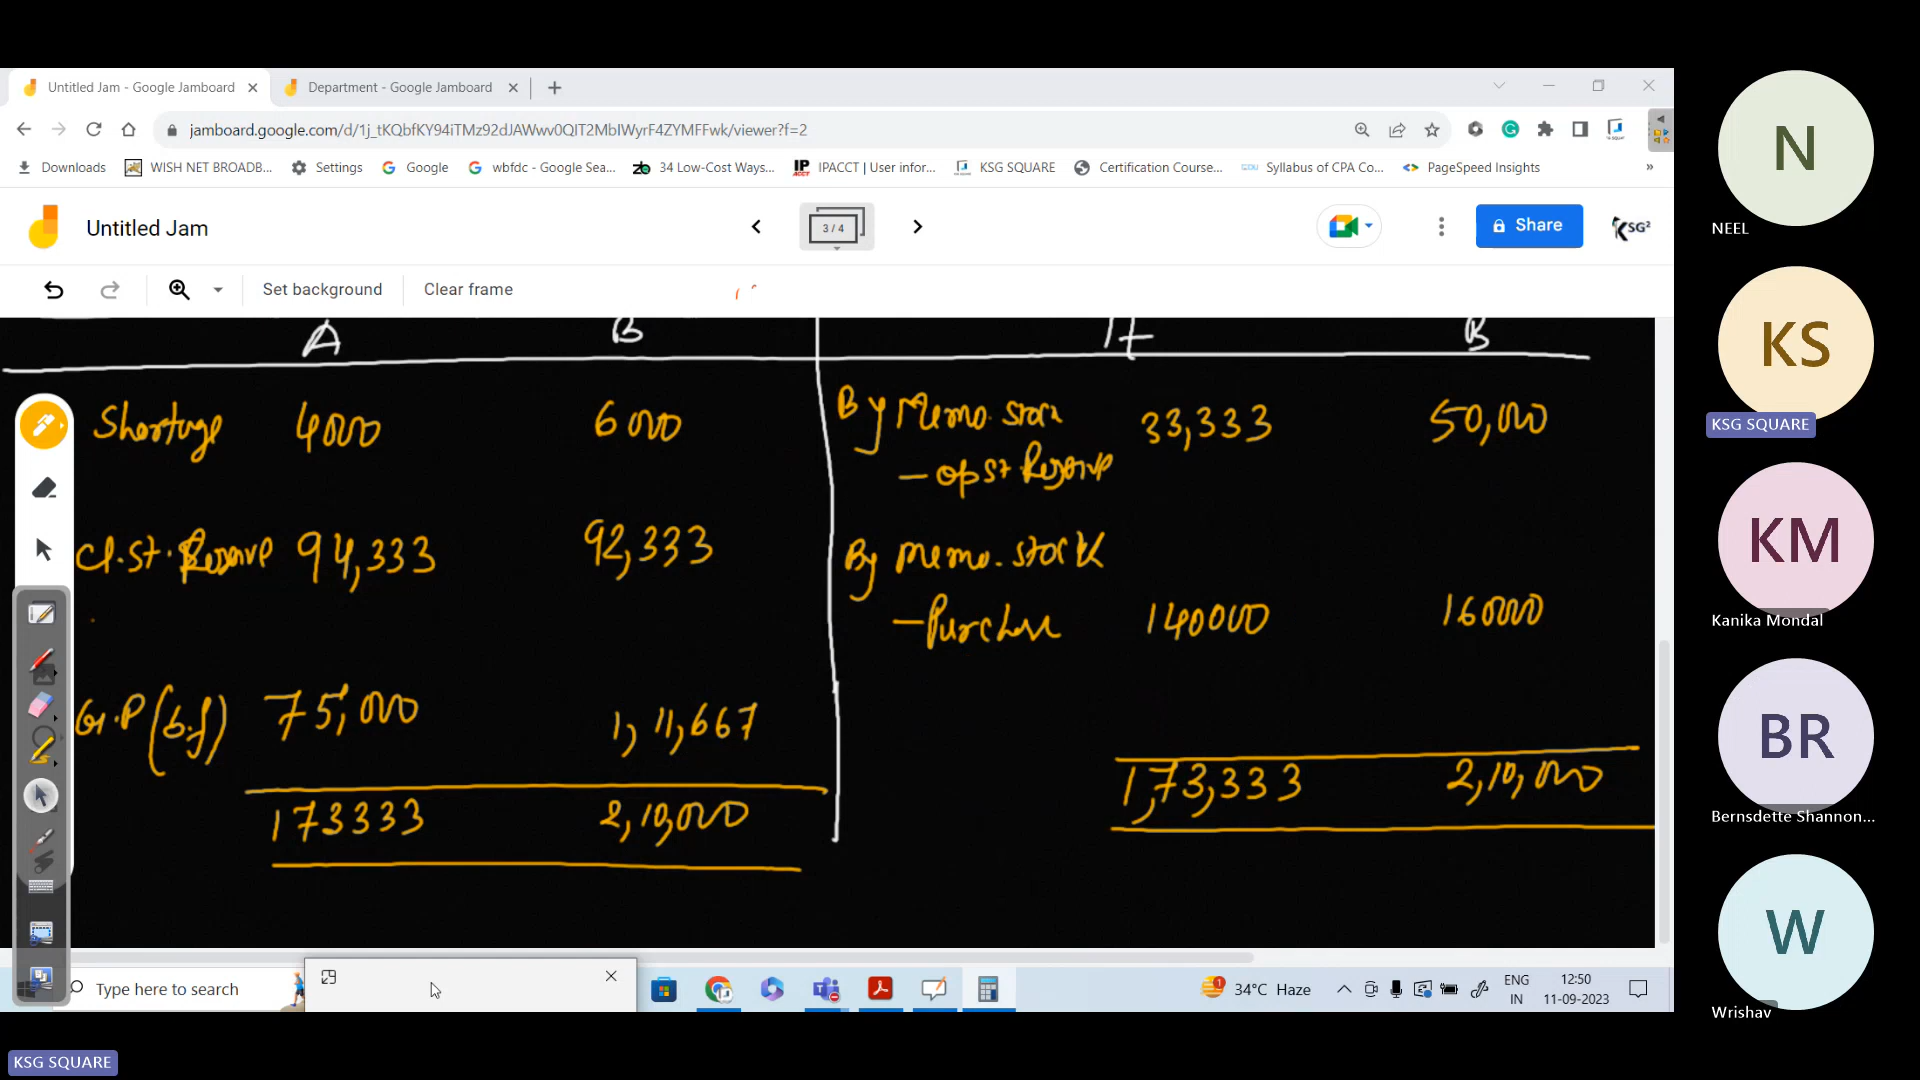 Untitled Jam - Google Jamboard
Department - Google Jamboard
jamboard.google.com/d/1j_tKQbfKY94iTMz92dJAWwv0QIT2MbIWyrF4ZYMFFwk/viewer?f=2
Downloads WISH NET BROADB... Settings Google wbfdc - Google Sea... 34 Low-Cost Ways... IPACCT | User infor... KSG SQUARE Certification Course... Syllabus of CPA Co... PageSpeed Insights »
Untitled Jam
3 / 4
Share
KSG²
Set background Clear frame
A B B
Shortage 4000 6000
Cl. St. Reserve 94,333 92,333
G.P (b.f) 75,000 1,11,667
173333 2,10,000
By Memo. Stock 33,333 50,000
- op St Reserve
By Memo. Stock
- Purchase 140000 160000
1,73,333 2,10,000
Type here to search
34°C Haze
ENG
IN
12:50
11-09-2023
N
NEEL
KS
KSG SQUARE
KM
Kanika Mondal
BR
Bernsdette Shannon...
W
Wrishav
KSG SQUARE